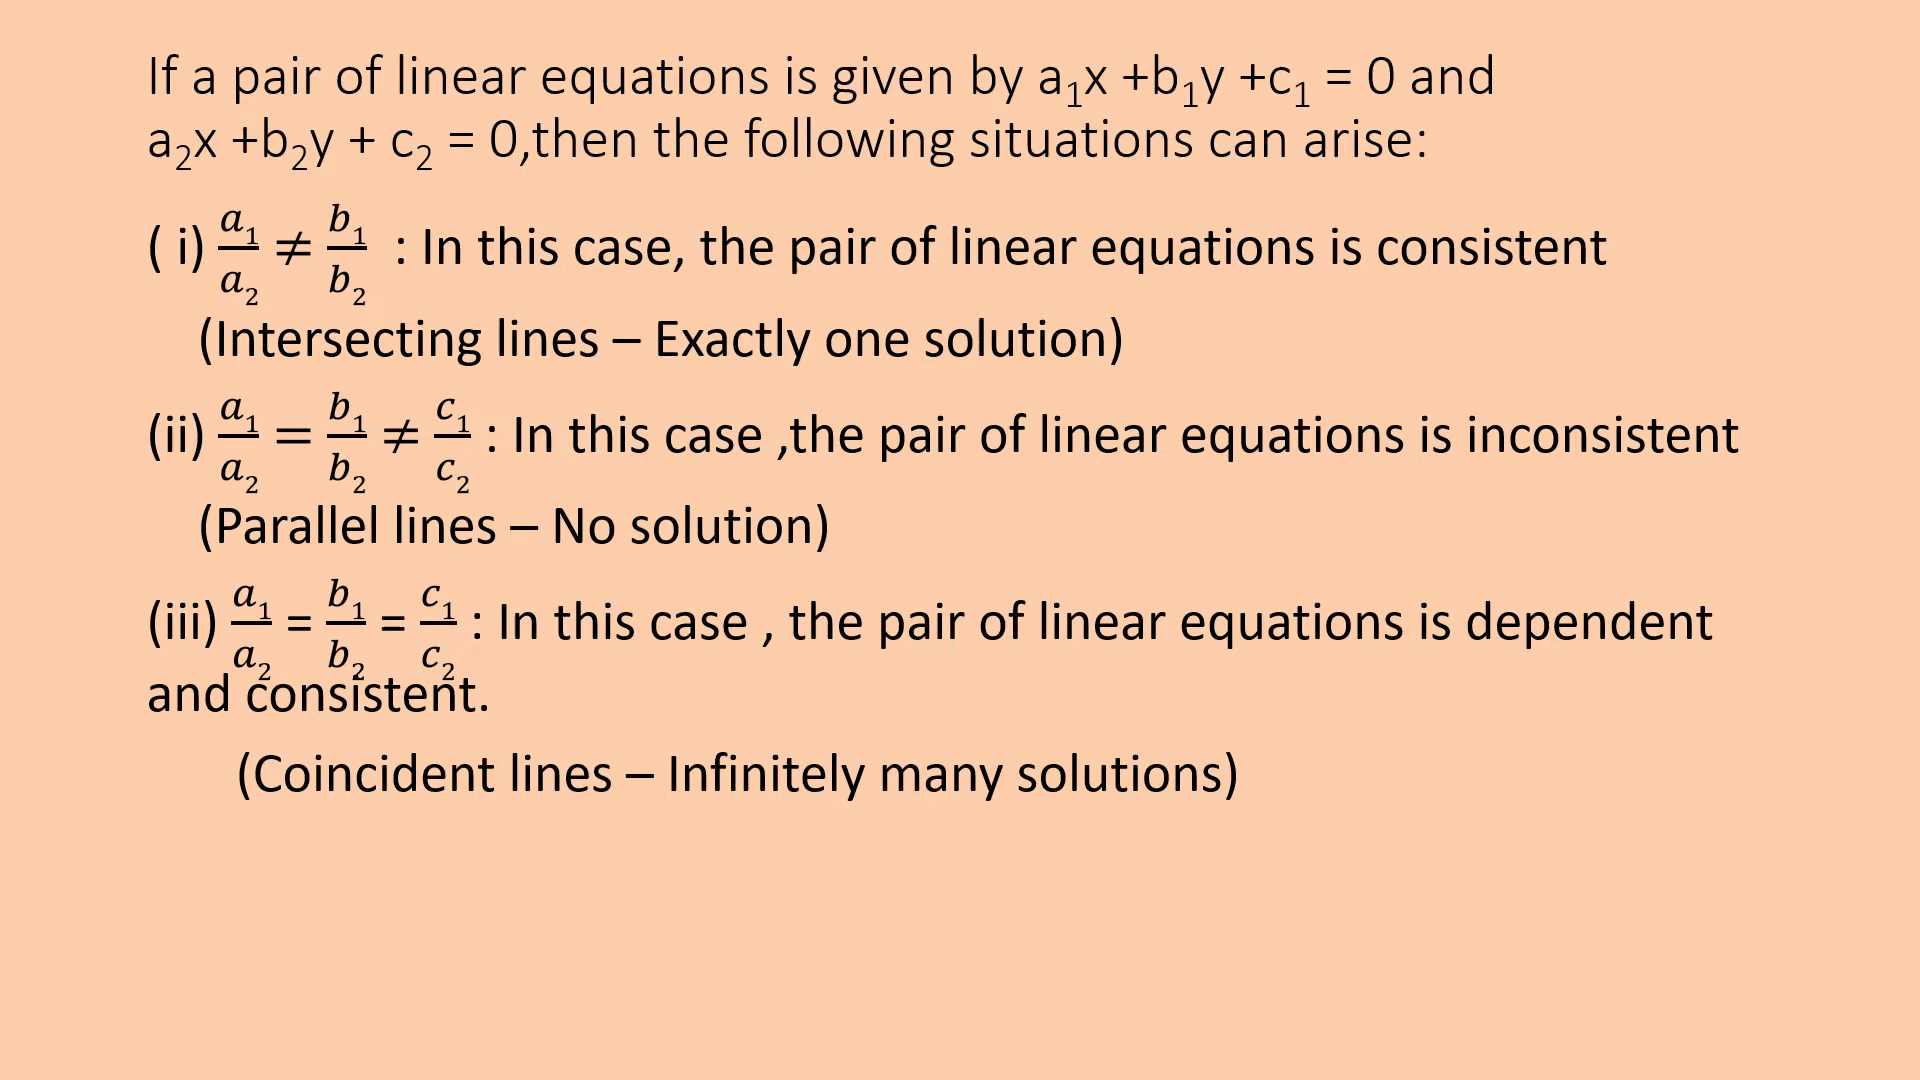 If a pair of linear equations is given by a₁x +b₁y +c₁ = 0 and
a₂x +b₂y + c₂ = 0,then the following situations can arise:
( i) a₁/a₂ ≠ b₁/b₂ : In this case, the pair of linear equations is consistent
(Intersecting lines – Exactly one solution)
(ii) a₁/a₂ = b₁/b₂ ≠ c₁/c₂ : In this case ,the pair of linear equations is inconsistent
(Parallel lines – No solution)
(iii) a₁/a₂ = b₁/b₂ = c₁/c₂ : In this case , the pair of linear equations is dependent
and consistent.
(Coincident lines – Infinitely many solutions)